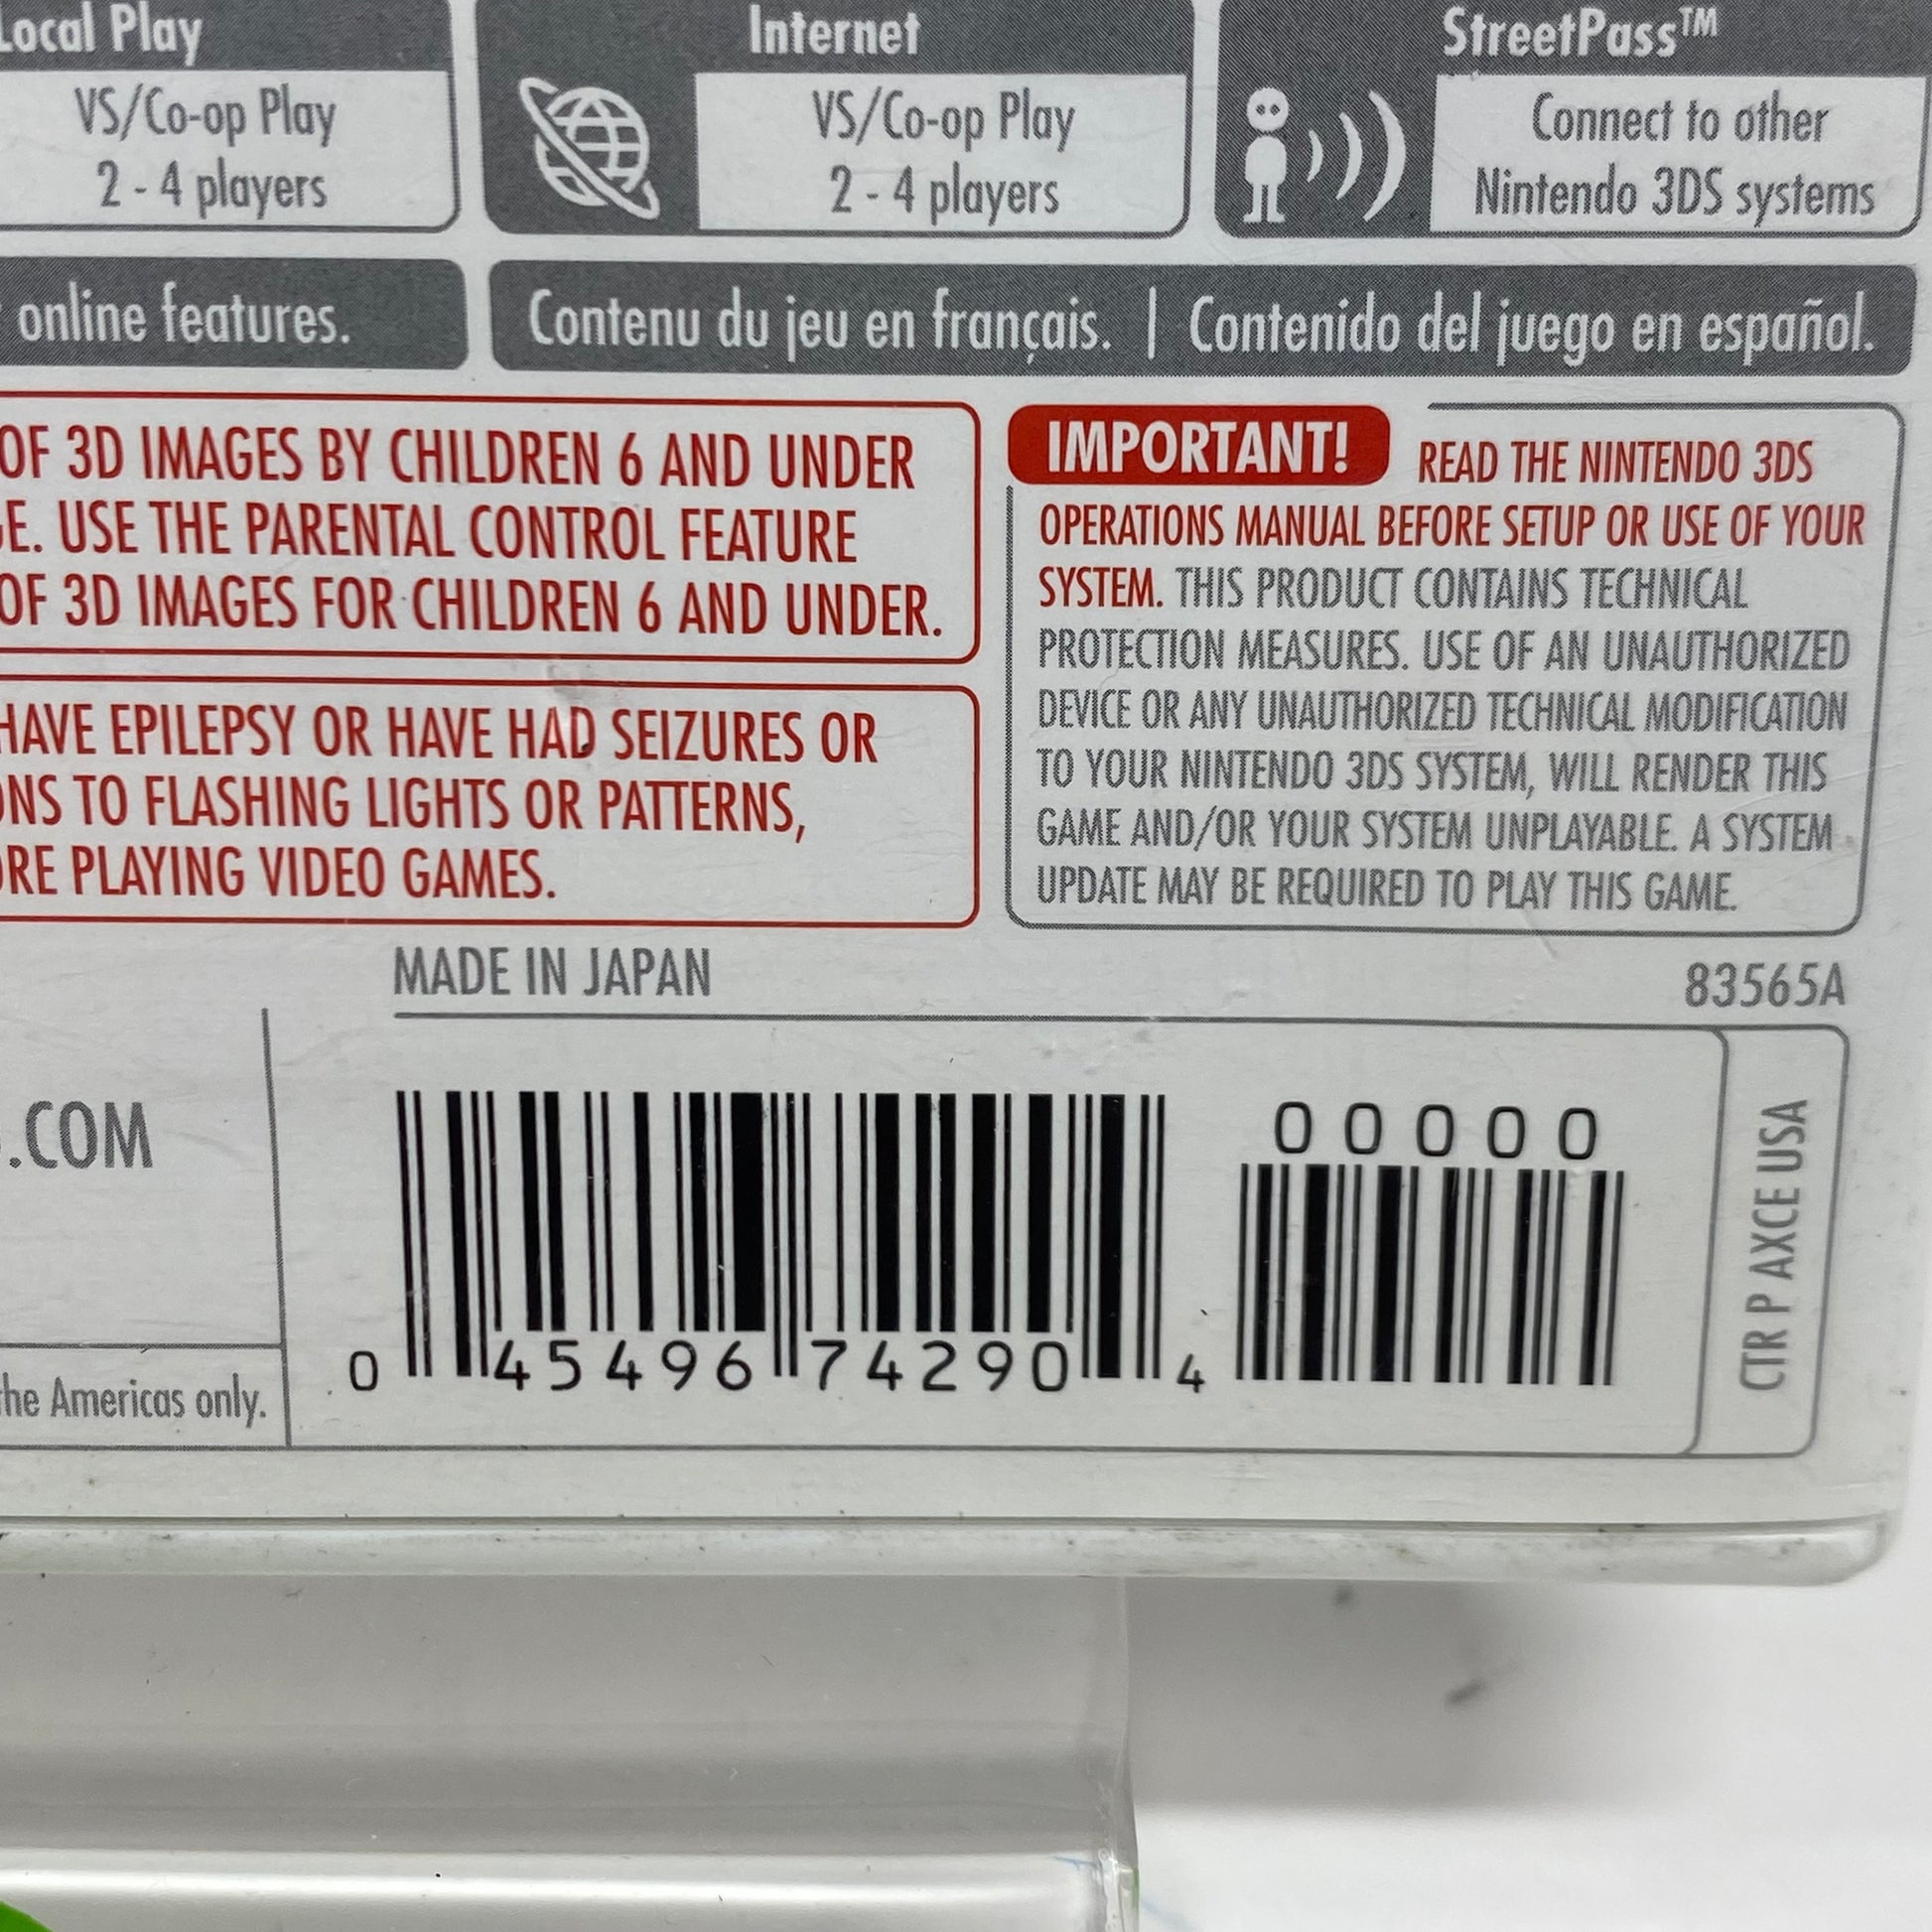 Local Play
VS/Co-op Play
2 - 4 players
Internet
VS/Co-op Play
2 - 4 players
StreetPass™
Connect to other
Nintendo 3DS systems
online features.
Contenu du jeu en français. | Contenido del juego en español.
OF 3D IMAGES BY CHILDREN 6 AND UNDER
USE THE PARENTAL CONTROL FEATURE
OF 3D IMAGES FOR CHILDREN 6 AND UNDER.
HAVE EPILEPSY OR HAVE HAD SEIZURES OR
TO FLASHING LIGHTS OR PATTERNS,
PLAYING VIDEO GAMES.
IMPORTANT! READ THE NINTENDO 3DS
OPERATIONS MANUAL BEFORE SETUP OR USE OF YOUR
SYSTEM. THIS PRODUCT CONTAINS TECHNICAL
PROTECTION MEASURES. USE OF AN UNAUTHORIZED
DEVICE OR ANY UNAUTHORIZED TECHNICAL MODIFICATION
TO YOUR NINTENDO 3DS SYSTEM, WILL RENDER THIS
GAME AND/OR YOUR SYSTEM UNPLAYABLE. A SYSTEM
UPDATE MAY BE REQUIRED TO PLAY THIS GAME.
MADE IN JAPAN
83565A
.COM
the Americas only.
0 45496 74290 4
00000
CTR P AXCE USA